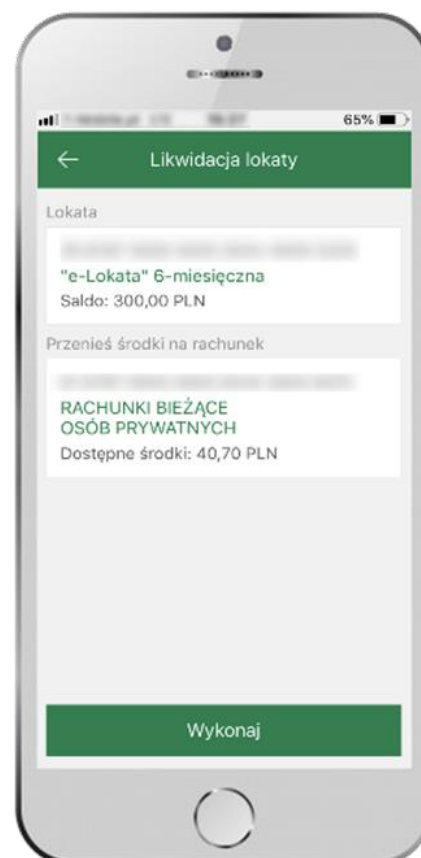 65%
Likwidacja lokaty
Lokata
"e-Lokata" 6-miesięczna
Saldo: 300,00 PLN
Przenieś środki na rachunek
RACHUNKI BIEŻĄCE
OSÓB PRYWATNYCH
Dostępne środki: 40,70 PLN
Wykonaj